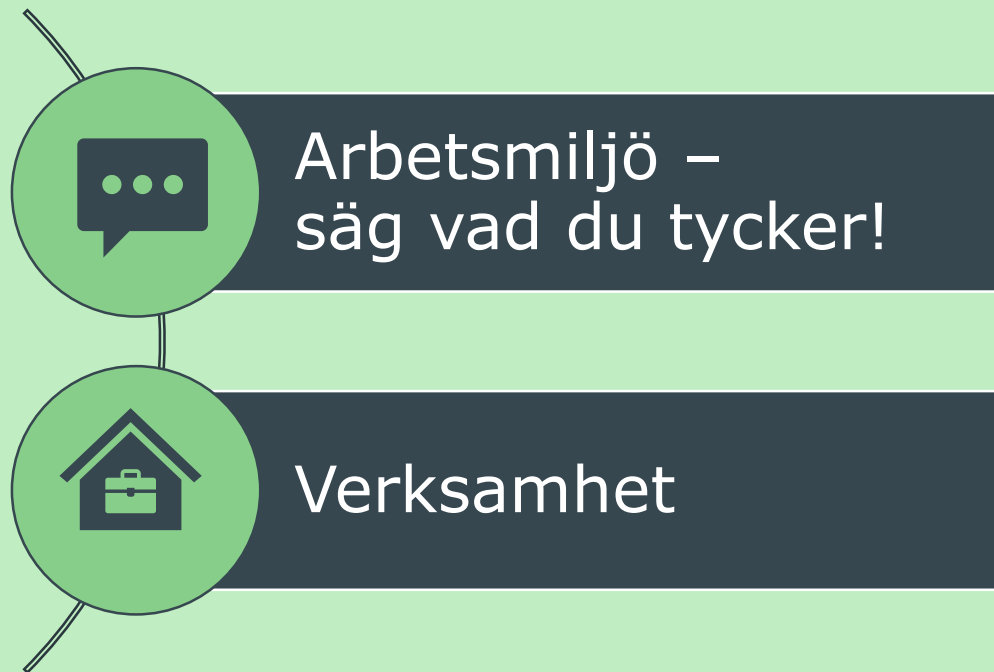 Arbetsmiljö –
säg vad du tycker!
Verksamhet